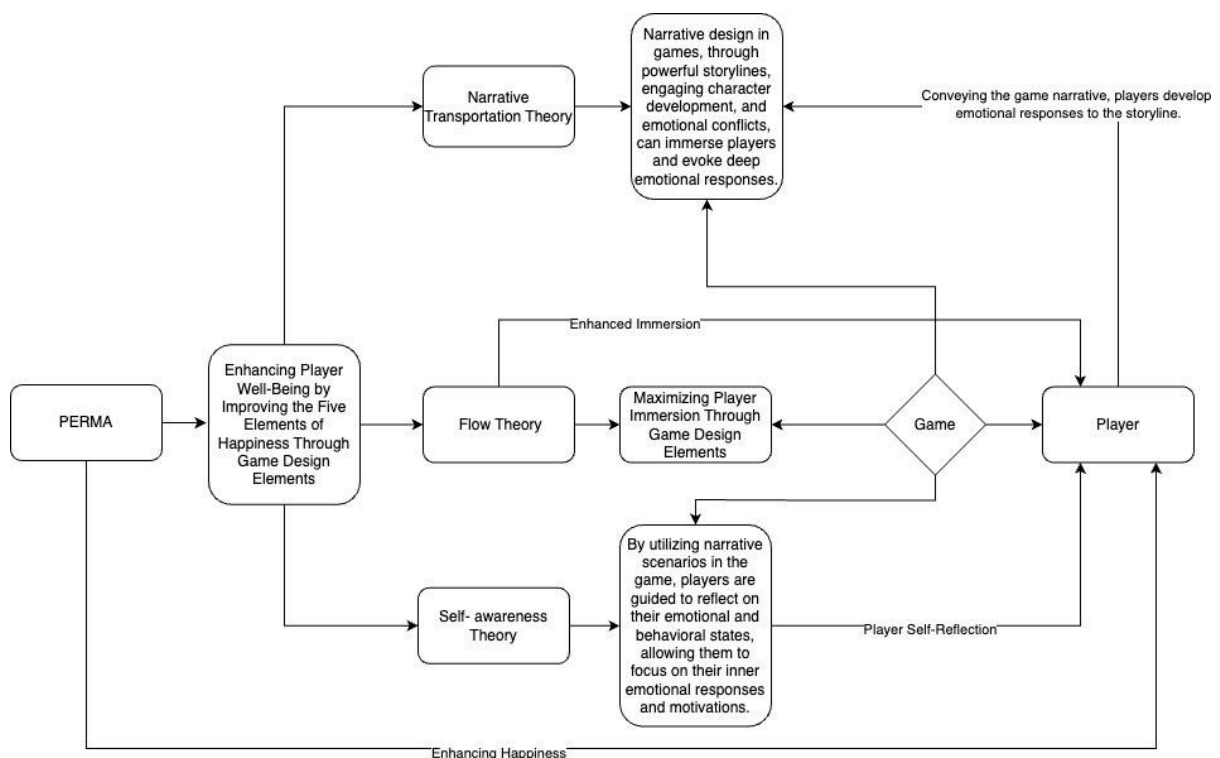 Narrative design in
games, through
powerful storylines,
engaging character
development, and
emotional conflicts,
can immerse players
and evoke deep
emotional responses.
Narrative
Transportation Theory
Conveying the game narrative, players develop
emotional responses to the storyline.
Enhanced Immersion
PERMA
Enhancing Player
Well-Being by
Improving the Five
Elements of
Happiness Through
Game Design
Elements
Flow Theory
Maximizing Player
Immersion Through
Game Design
Elements
Game
Player
Self- awareness
Theory
By utilizing narrative
scenarios in the
game, players are
guided to reflect on
their emotional and
behavioral states,
allowing them to
focus on their inner
emotional responses
and motivations.
Player Self-Reflection
Enhancing Happiness